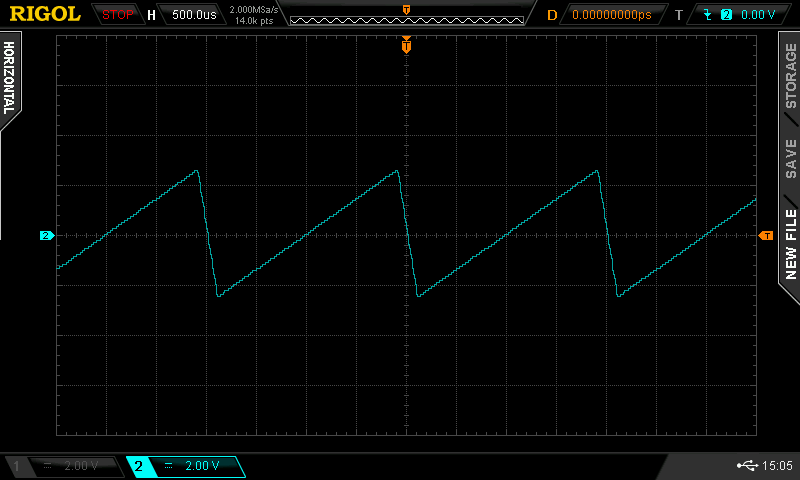 RIGOL STOP H 500.0us 2.000MSa/s 14.0k pts T D 0.00000000ps T 2 0.00 V
HORIZONTAL
T
STORAGE
SAVE
NEW FILE
2
T
1 2.00 V 2 2.00 V 15:05